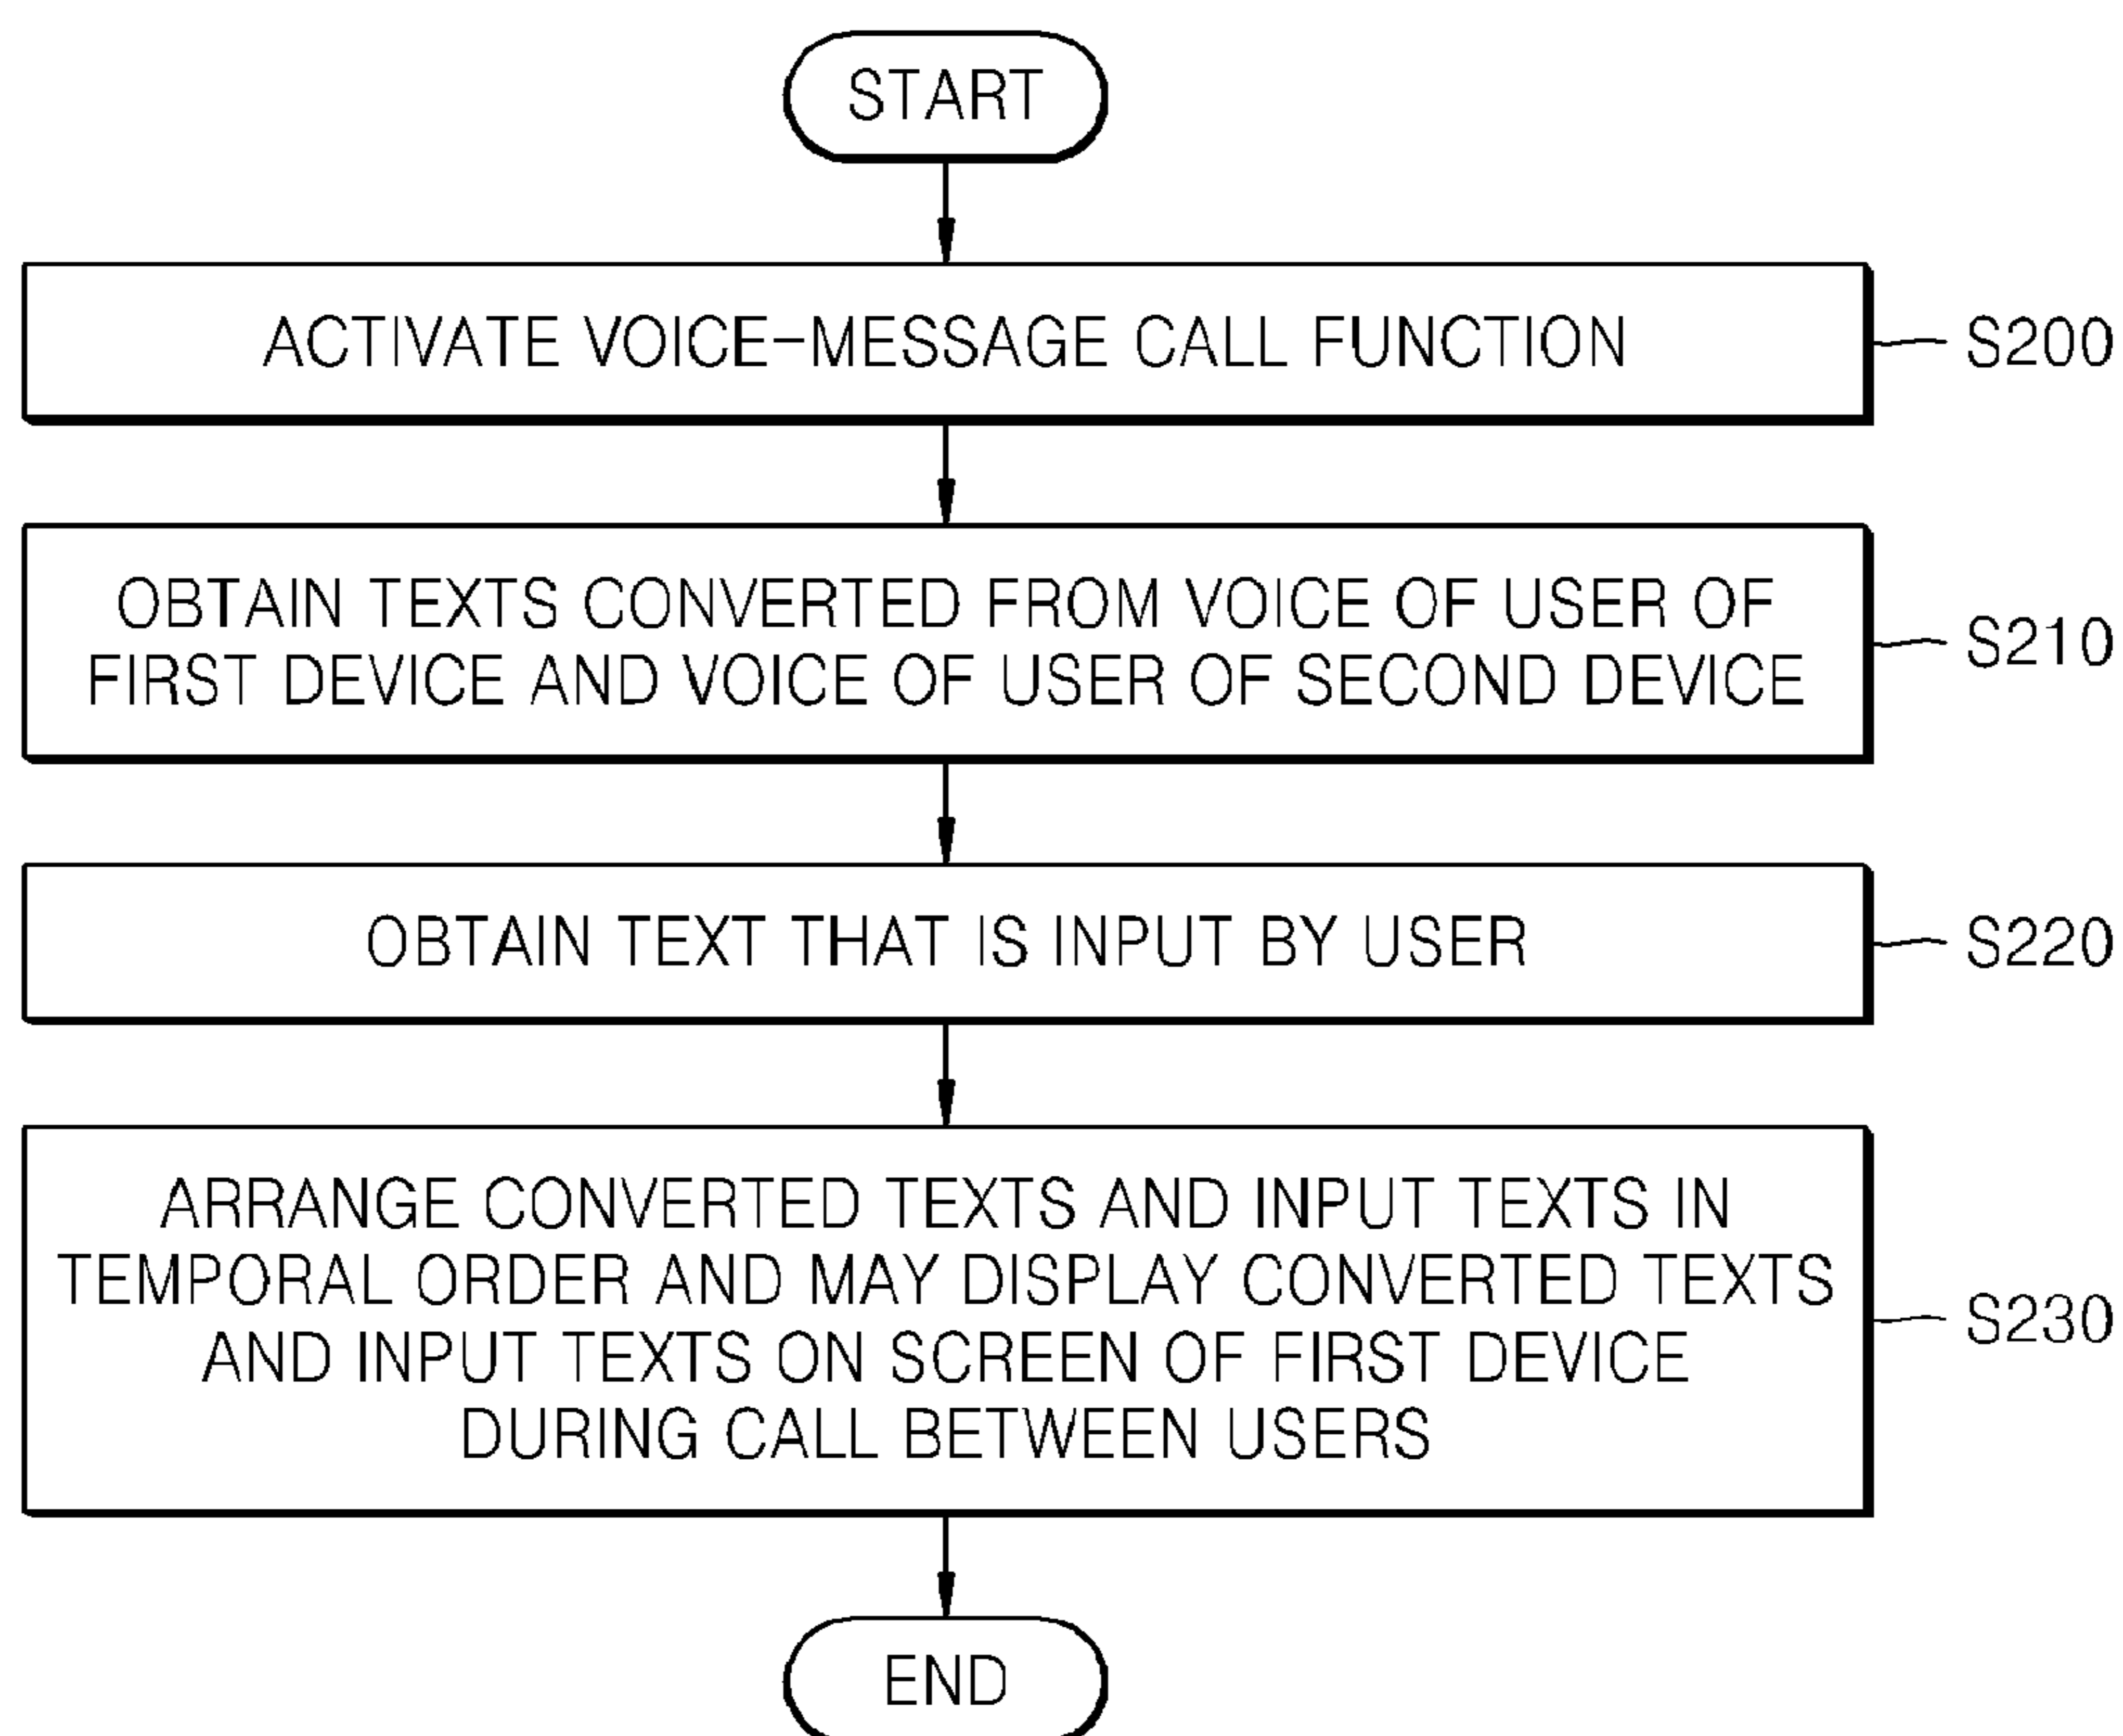 START
ACTIVATE VOICE-MESSAGE CALL FUNCTION
S200
OBTAIN TEXTS CONVERTED FROM VOICE OF USER OF
FIRST DEVICE AND VOICE OF USER OF SECOND DEVICE
S210
OBTAIN TEXT THAT IS INPUT BY USER
S220
ARRANGE CONVERTED TEXTS AND INPUT TEXTS IN
TEMPORAL ORDER AND MAY DISPLAY CONVERTED TEXTS
AND INPUT TEXTS ON SCREEN OF FIRST DEVICE
DURING CALL BETWEEN USERS
S230
END